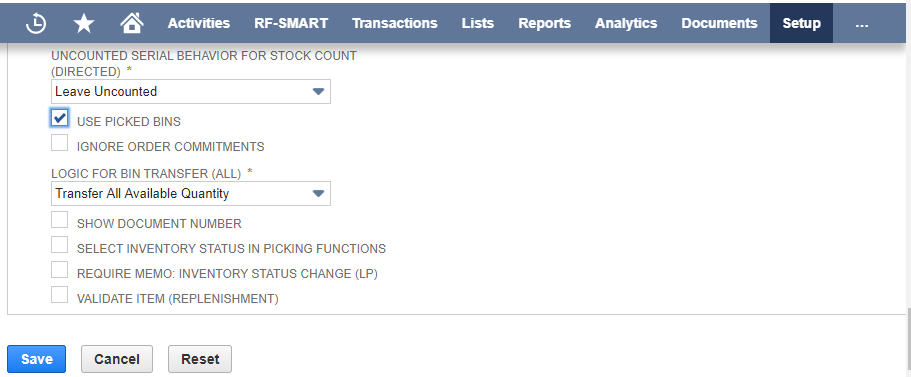 Activities RF-SMART Transactions Lists Reports Analytics Documents Setup ...
UNCOUNTED SERIAL BEHAVIOR FOR STOCK COUNT
(DIRECTED) *
Leave Uncounted
USE PICKED BINS
IGNORE ORDER COMMITMENTS
LOGIC FOR BIN TRANSFER (ALL) *
Transfer All Available Quantity
SHOW DOCUMENT NUMBER
SELECT INVENTORY STATUS IN PICKING FUNCTIONS
REQUIRE MEMO: INVENTORY STATUS CHANGE (LP)
VALIDATE ITEM (REPLENISHMENT)
Save Cancel Reset